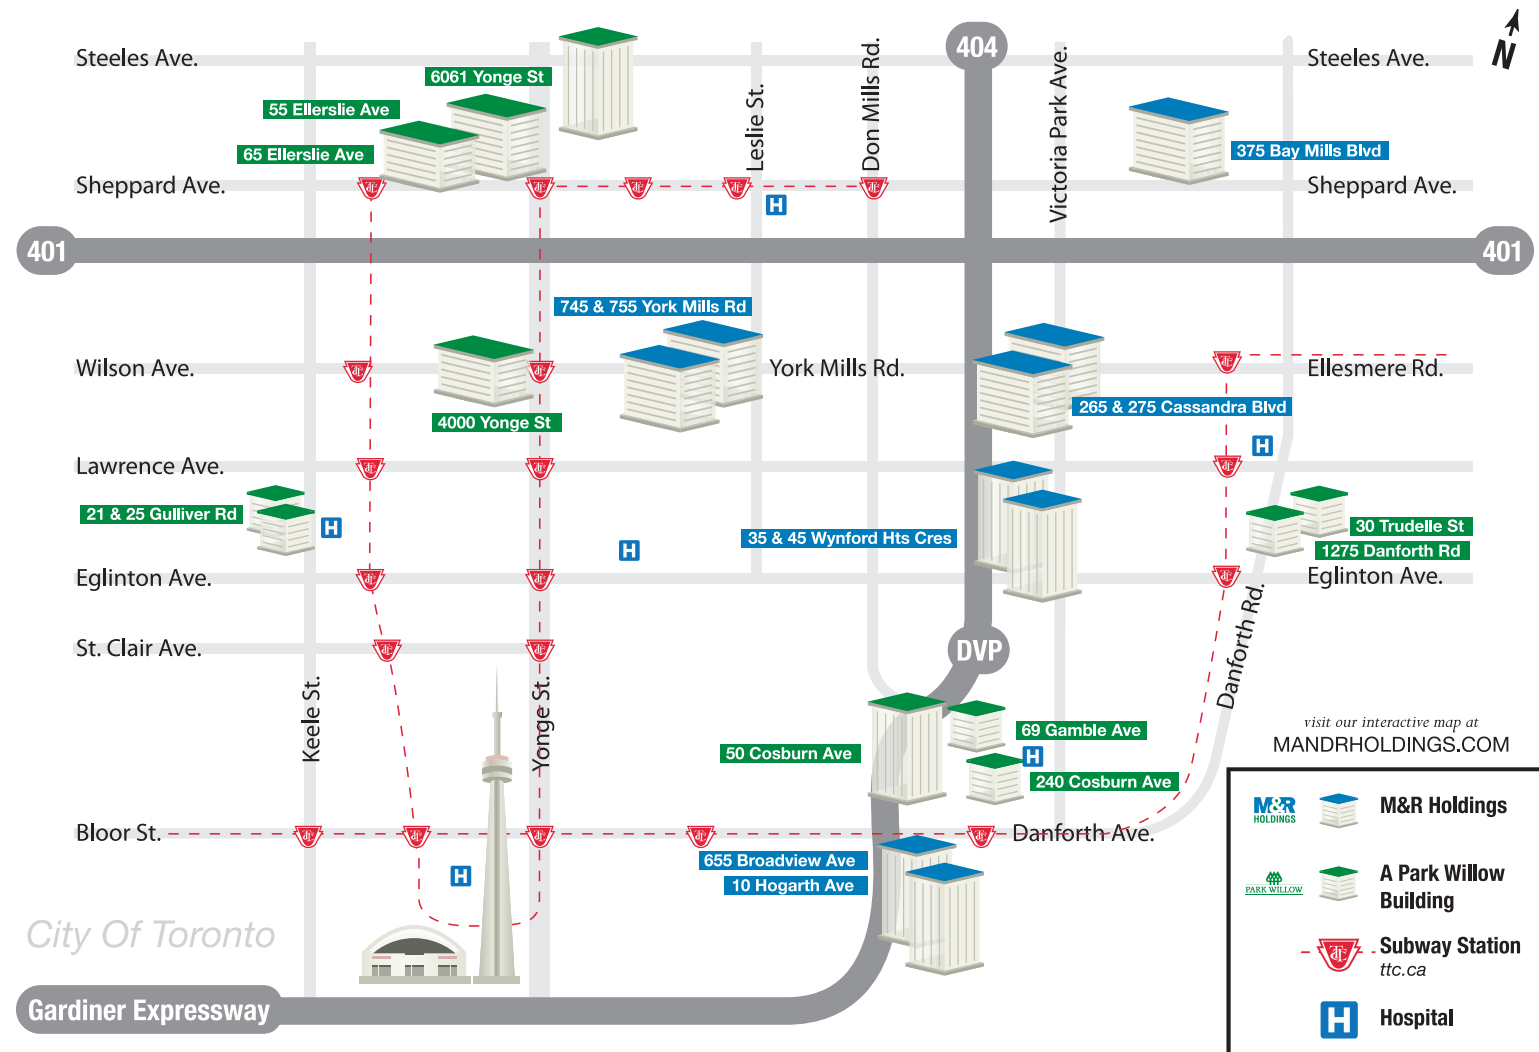 404
N
Steeles Ave.
Steeles Ave.
6061 Yonge St
55 Ellerslie Ave
65 Ellerslie Ave
Leslie St.
Don Mills Rd.
Victoria Park Ave.
375 Bay Mills Blvd
Sheppard Ave.
Sheppard Ave.
H
401
401
745 & 755 York Mills Rd
Wilson Ave.
York Mills Rd.
Ellesmere Rd.
4000 Yonge St
265 & 275 Cassandra Blvd
H
Lawrence Ave.
21 & 25 Gulliver Rd
H
H
35 & 45 Wynford Hts Cres
30 Trudelle St
1275 Danforth Rd
Eglinton Ave.
Eglinton Ave.
St. Clair Ave.
DVP
Danforth Rd.
Keele St.
Yonge St.
50 Cosburn Ave
69 Gamble Ave
H
240 Cosburn Ave
visit our interactive map at
MANDRHOLDINGS.COM
Bloor St.
Danforth Ave.
655 Broadview Ave
10 Hogarth Ave
H
City Of Toronto
Gardiner Expressway
M&R
HOLDINGS
M&R Holdings
PARK WILLOW
A Park Willow
Building
Subway Station
ttc.ca
H
Hospital